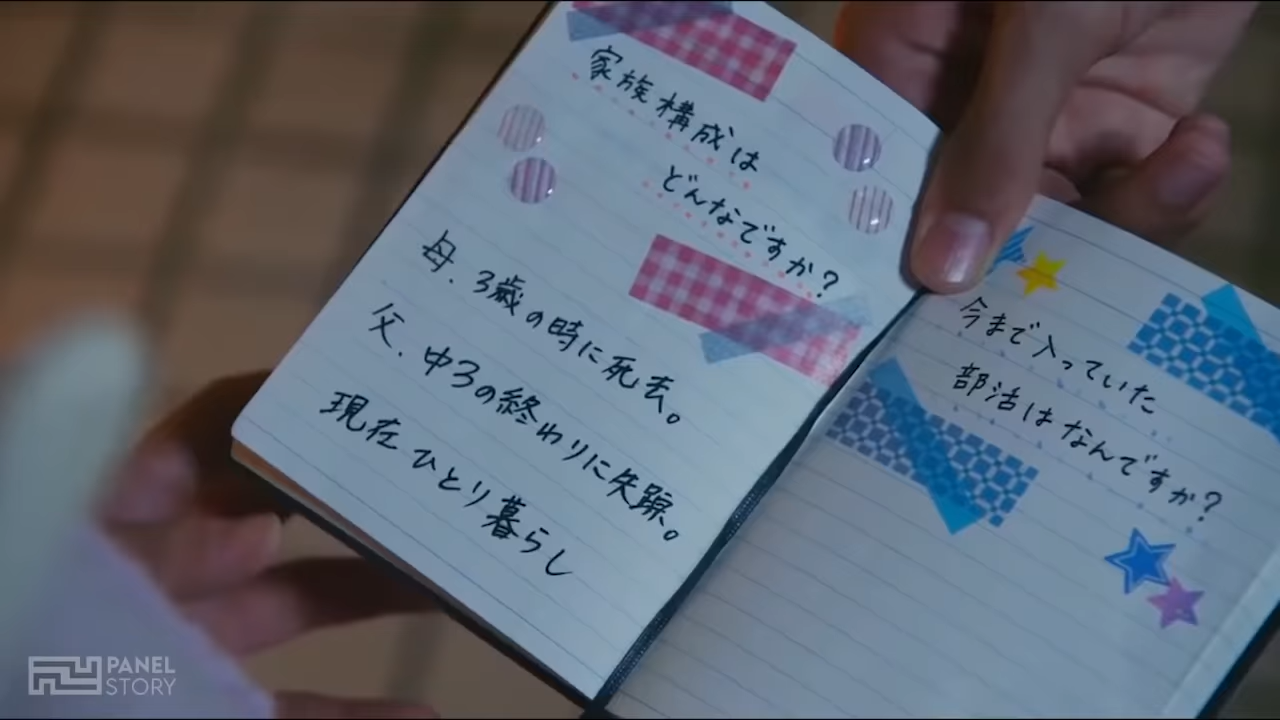 家族構成は
どんなですか?
母.3歳の時に死去。
父.中3の終わりに失踪。
現在ひとり暮らし
今まで入っていた
部活はなんですか?
PANEL
STORY